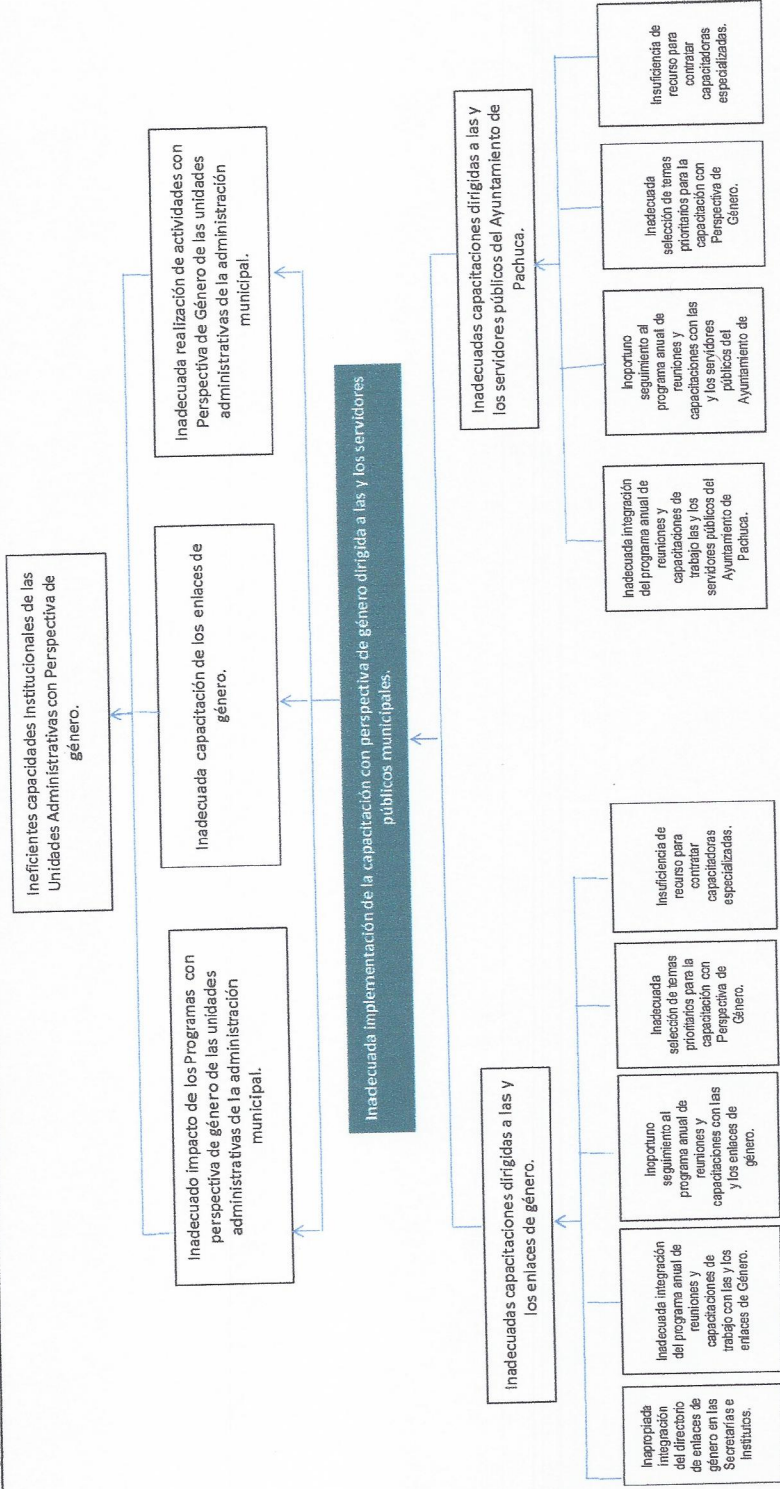 Ineficientes capacidades Institucionales de las
Unidades Administrativas con Perspectiva de
género.
Inadecuado impacto de los Programas con
perspectiva de género de las unidades
administrativas de la administración
municipal.
Inadecuada capacitación de los enlaces de
género.
Inadecuada realización de actividades con
Perspectiva de Género de las unidades
administrativas de la administración
municipal.
Inadecuada implementación de la capacitación con perspectiva de género dirigida a las y los servidores
públicos municipales.
Inadecuadas capacitaciones dirigidas a las y
los enlaces de género.
Inadecuadas capacitaciones dirigidas a las y
los servidores públicos del Ayuntamiento de
Pachuca.
Inapropiada
integración
del directorio
de enlaces de
género en las
Secretarías e
Institutos.
Inadecuada integración
del programa anual de
reuniones y
capacitaciones de
trabajo con las y los
enlaces de Género.
Inoportuno
seguimiento al
programa anual de
reuniones y
capacitaciones con las
y los enlaces de
género.
Inadecuada
selección de temas
prioritarios para la
capacitación con
Perspectiva de
Género.
Insuficiencia de
recurso para
contratar
capacitadoras
especializadas.
Inadecuada integración
del programa anual de
reuniones y
capacitaciones de
trabajo las y los
servidores públicos del
Ayuntamiento de
Pachuca.
Inoportuno
seguimiento al
programa anual de
reuniones y
capacitaciones con las
y los servidores
públicos del
Ayuntamiento de
Inadecuada
selección de temas
prioritarios para la
capacitación con
Perspectiva de
Género.
Insuficiencia de
recurso para
contratar
capacitadoras
especializadas.